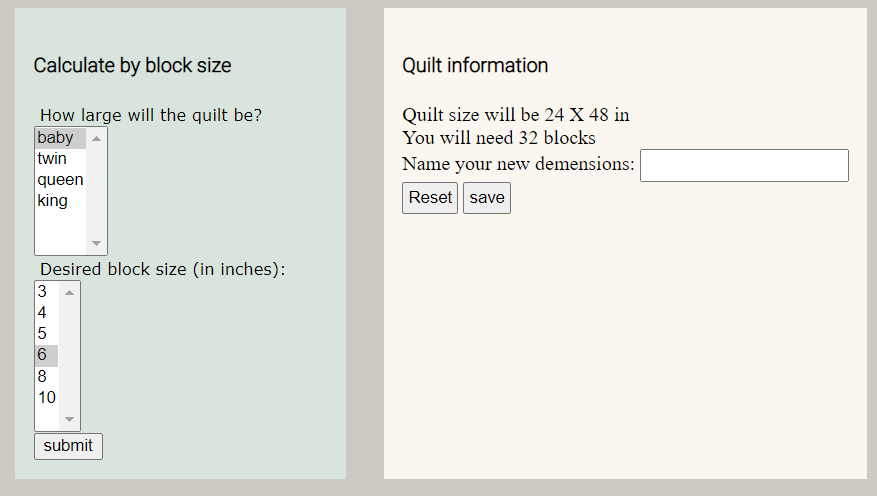 Calculate by block size
How large will the quilt be?
baby
twin
queen
king
Desired block size (in inches):
3
4
5
6
8
10
submit
Quilt information
Quilt size will be 24 X 48 in
You will need 32 blocks
Name your new demensions:
Reset save